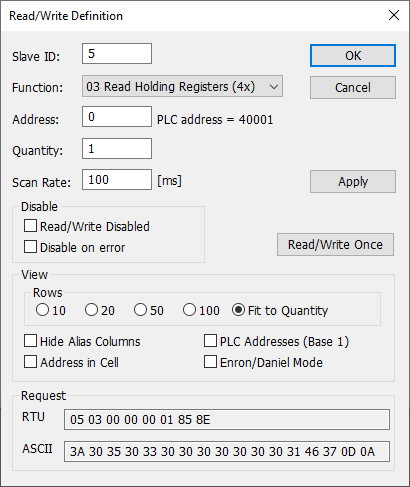 Read/Write Definition
Slave ID: 5 OK
Function: 03 Read Holding Registers (4x) Cancel
Address: 0 PLC address = 40001
Quantity: 1
Scan Rate: 100 [ms] Apply
Disable
Read/Write Disabled
Disable on error
Read/Write Once
View
Rows
10 20 50 100 Fit to Quantity
Hide Alias Columns PLC Addresses (Base 1)
Address in Cell Enron/Daniel Mode
Request
RTU 05 03 00 00 00 01 85 8E
ASCII 3A 30 35 30 33 30 30 30 30 30 30 30 31 46 37 0D 0A